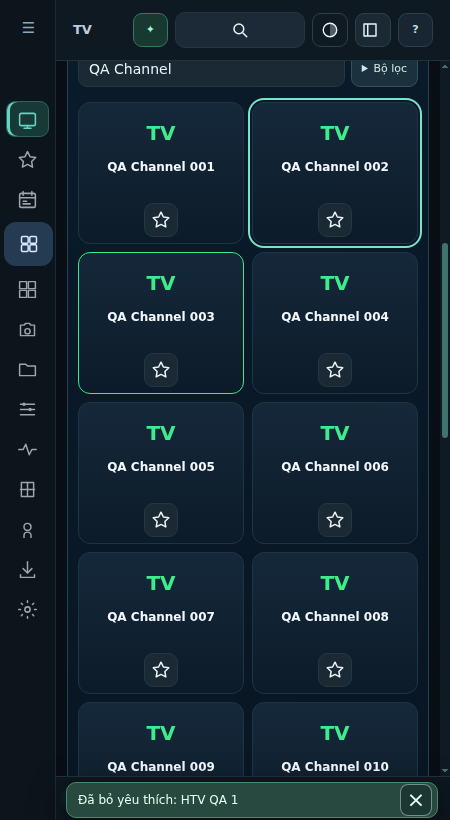 TV
?
QA Channel
Bộ lọc
TV
QA Channel 001
TV
QA Channel 002
TV
QA Channel 003
TV
QA Channel 004
TV
QA Channel 005
TV
QA Channel 006
TV
QA Channel 007
TV
QA Channel 008
TV
QA Channel 009
TV
QA Channel 010
Đã bỏ yêu thích: HTV QA 1